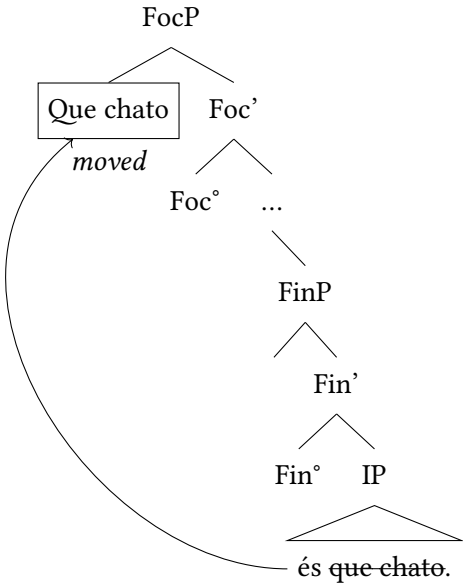 FocP
Que chato Foc’
moved
Foc° ...
FinP
Fin’
Fin° IP
és que chato.